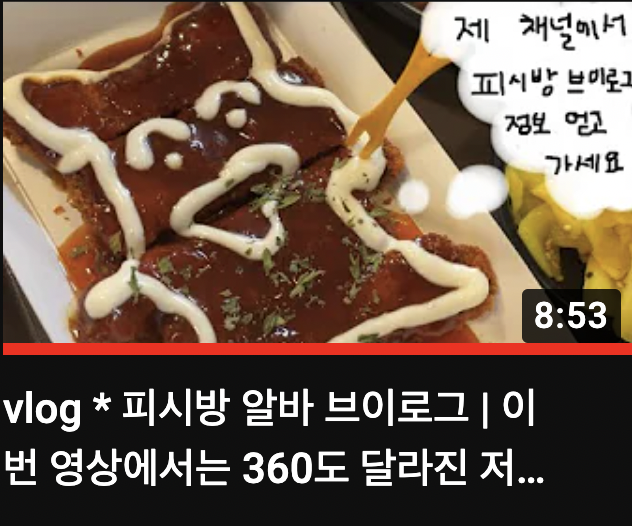 제 채널에서
피시방 브이로그
정보 얻고
가세요
8:53
vlog * 피시방 알바 브이로그 | 이
번 영상에서는 360도 달라진 저...